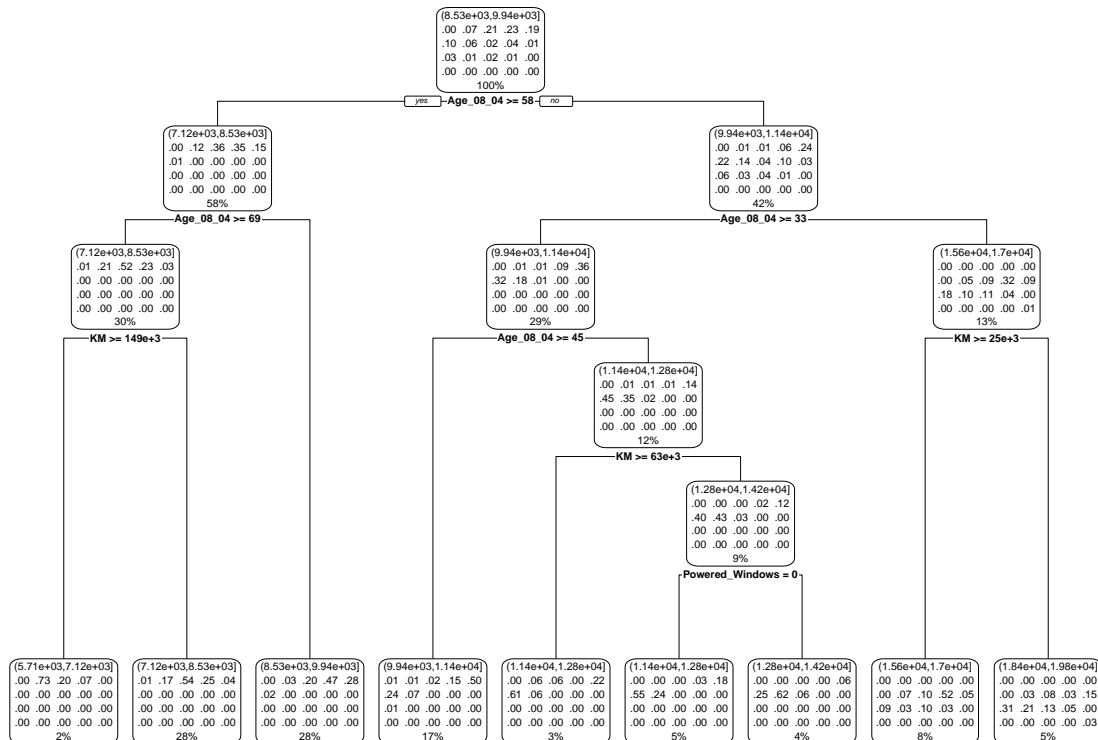 (8.53e+03,9.94e+03]
.00 .07 .21 .23 .19
.10 .06 .02 .04 .01
.03 .01 .02 .01 .00
.00 .00 .00 .00 .00
100%
yes Age_08_04 >= 58 no
(7.12e+03,8.53e+03]
.00 .12 .36 .35 .15
.01 .00 .00 .00 .00
.00 .00 .00 .00 .00
.00 .00 .00 .00 .00
58%
Age_08_04 >= 69
(9.94e+03,1.14e+04]
.00 .01 .01 .06 .24
.22 .14 .04 .10 .03
.06 .03 .04 .01 .00
.00 .00 .00 .00 .00
42%
Age_08_04 >= 33
(7.12e+03,8.53e+03]
.01 .21 .52 .23 .03
.00 .00 .00 .00 .00
.00 .00 .00 .00 .00
.00 .00 .00 .00 .00
30%
KM >= 149e+3
(9.94e+03,1.14e+04]
.00 .01 .01 .09 .36
.32 .18 .01 .00 .00
.00 .00 .00 .00 .00
.00 .00 .00 .00 .00
29%
Age_08_04 >= 45
(1.56e+04,1.7e+04]
.00 .00 .00 .00 .00
.00 .05 .09 .32 .09
.18 .10 .11 .04 .00
.00 .00 .00 .00 .01
13%
KM >= 25e+3
(1.14e+04,1.28e+04]
.00 .01 .01 .01 .14
.45 .35 .02 .00 .00
.00 .00 .00 .00 .00
.00 .00 .00 .00 .00
12%
KM >= 63e+3
(1.28e+04,1.42e+04]
.00 .00 .00 .02 .12
.40 .43 .03 .00 .00
.00 .00 .00 .00 .00
.00 .00 .00 .00 .00
9%
Powered_Windows = 0
(5.71e+03,7.12e+03]
.00 .73 .20 .07 .00
.00 .00 .00 .00 .00
.00 .00 .00 .00 .00
.00 .00 .00 .00 .00
2%
(7.12e+03,8.53e+03]
.01 .17 .54 .25 .04
.00 .00 .00 .00 .00
.00 .00 .00 .00 .00
.00 .00 .00 .00 .00
28%
(8.53e+03,9.94e+03]
.00 .03 .20 .47 .28
.02 .00 .00 .00 .00
.00 .00 .00 .00 .00
.00 .00 .00 .00 .00
28%
(9.94e+03,1.14e+04]
.01 .01 .02 .15 .50
.24 .07 .00 .00 .00
.01 .00 .00 .00 .00
.00 .00 .00 .00 .00
17%
(1.14e+04,1.28e+04]
.00 .06 .06 .00 .22
.61 .06 .00 .00 .00
.00 .00 .00 .00 .00
.00 .00 .00 .00 .00
3%
(1.14e+04,1.28e+04]
.00 .00 .00 .03 .18
.55 .24 .00 .00 .00
.00 .00 .00 .00 .00
.00 .00 .00 .00 .00
5%
(1.28e+04,1.42e+04]
.00 .00 .00 .00 .06
.25 .62 .06 .00 .00
.00 .00 .00 .00 .00
.00 .00 .00 .00 .00
4%
(1.56e+04,1.7e+04]
.00 .00 .00 .00 .00
.00 .07 .10 .52 .05
.09 .03 .10 .03 .00
.00 .00 .00 .00 .00
8%
(1.84e+04,1.98e+04]
.00 .00 .00 .00 .00
.00 .03 .08 .03 .15
.31 .21 .13 .05 .00
.00 .00 .00 .00 .03
5%